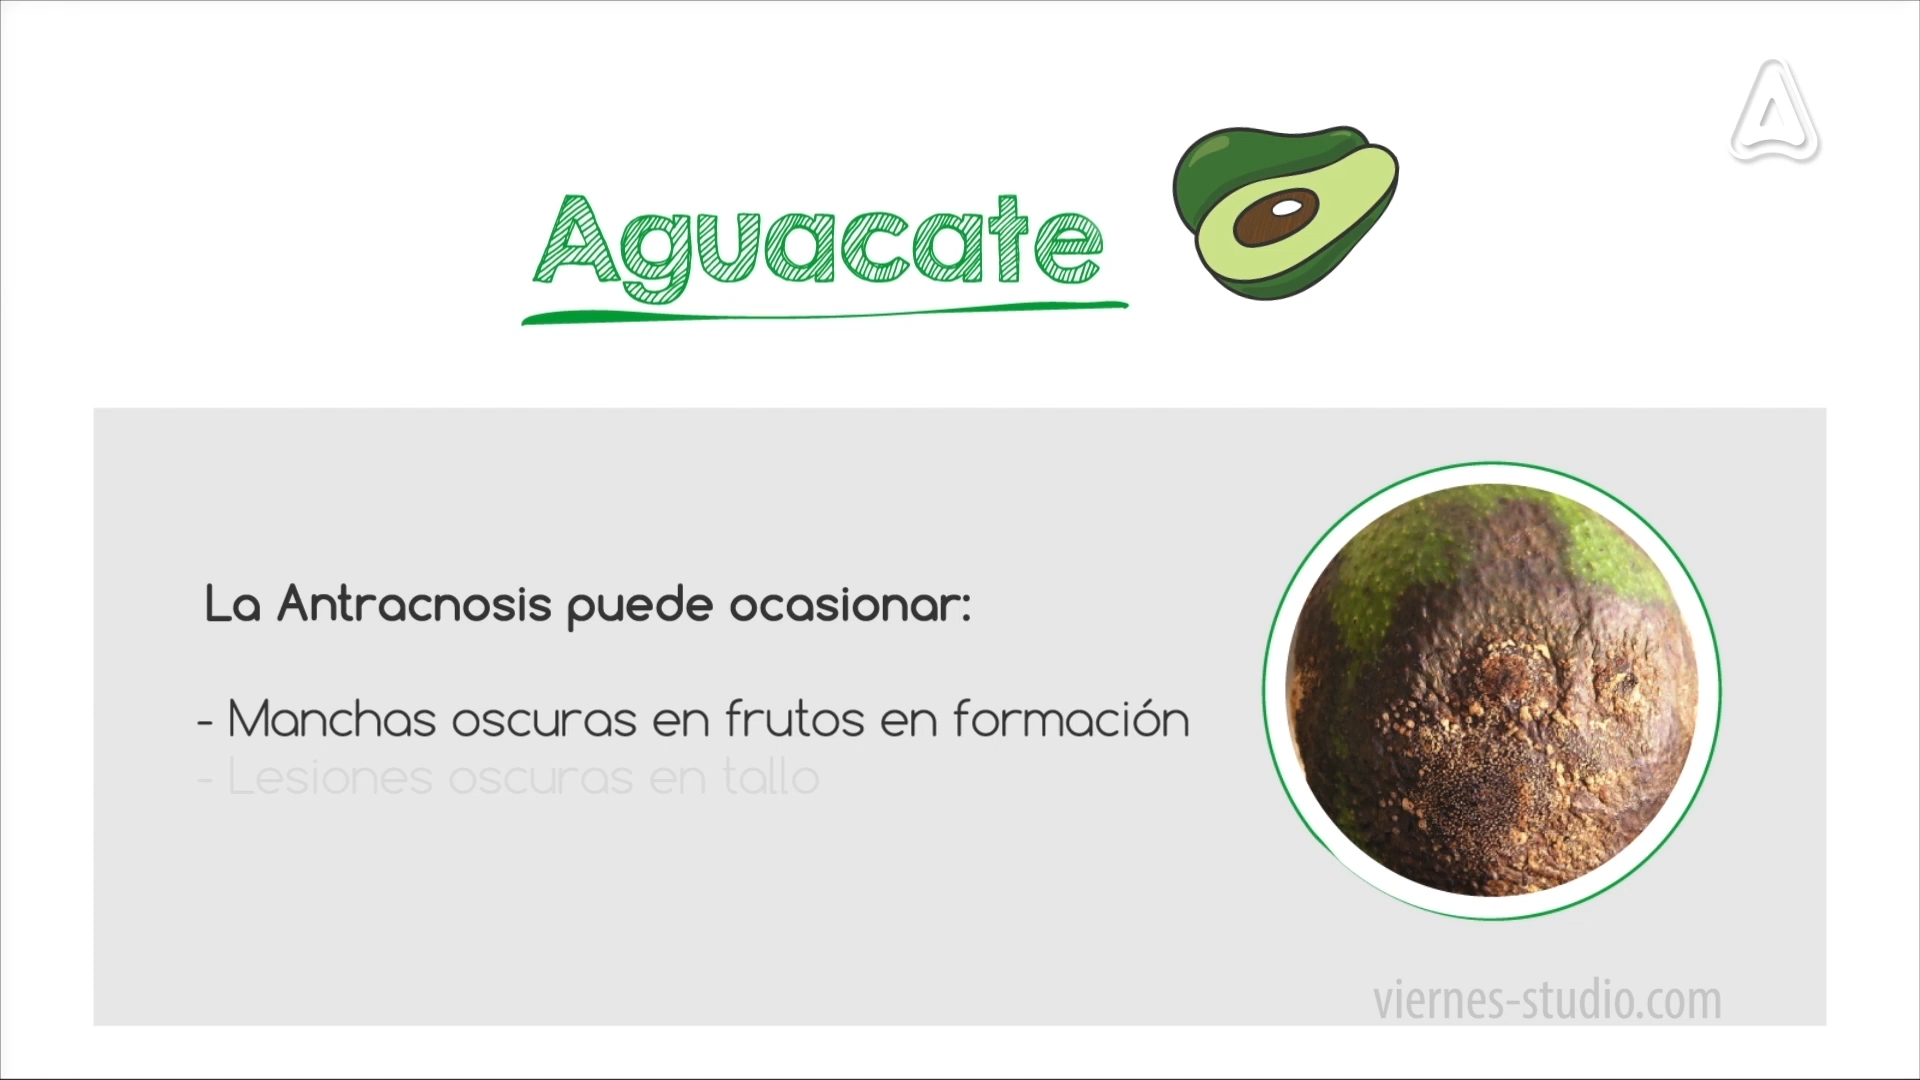 Aguacate
La Antracnosis puede ocasionar:
- Manchas oscuras en frutos en formación
- Lesiones oscuras en tallo
viernes-studio.com